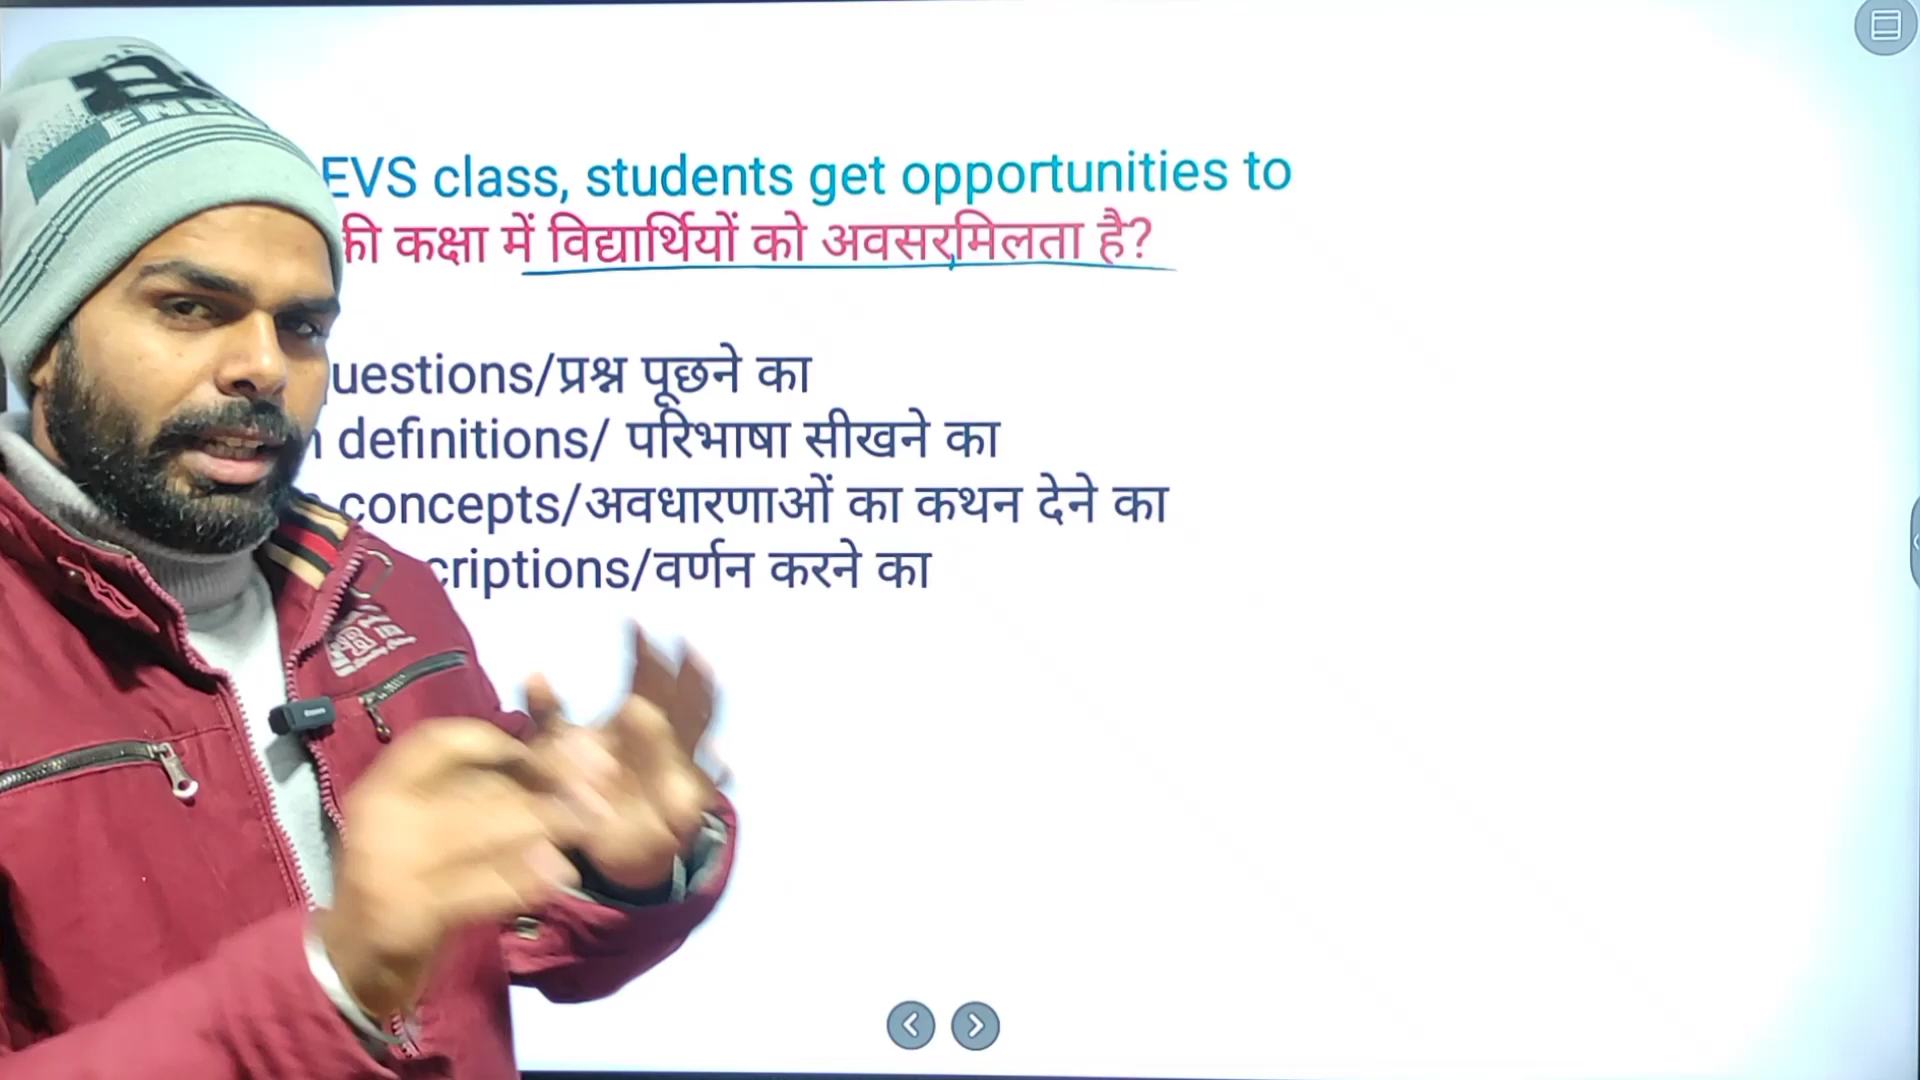 EVS class, students get opportunities to
की कक्षा में विद्यार्थियों को अवसर मिलता है?
uestions/प्रश्न पूछने का
definitions/ परिभाषा सीखने का
concepts/अवधारणाओं का कथन देने का
criptions/वर्णन करने का